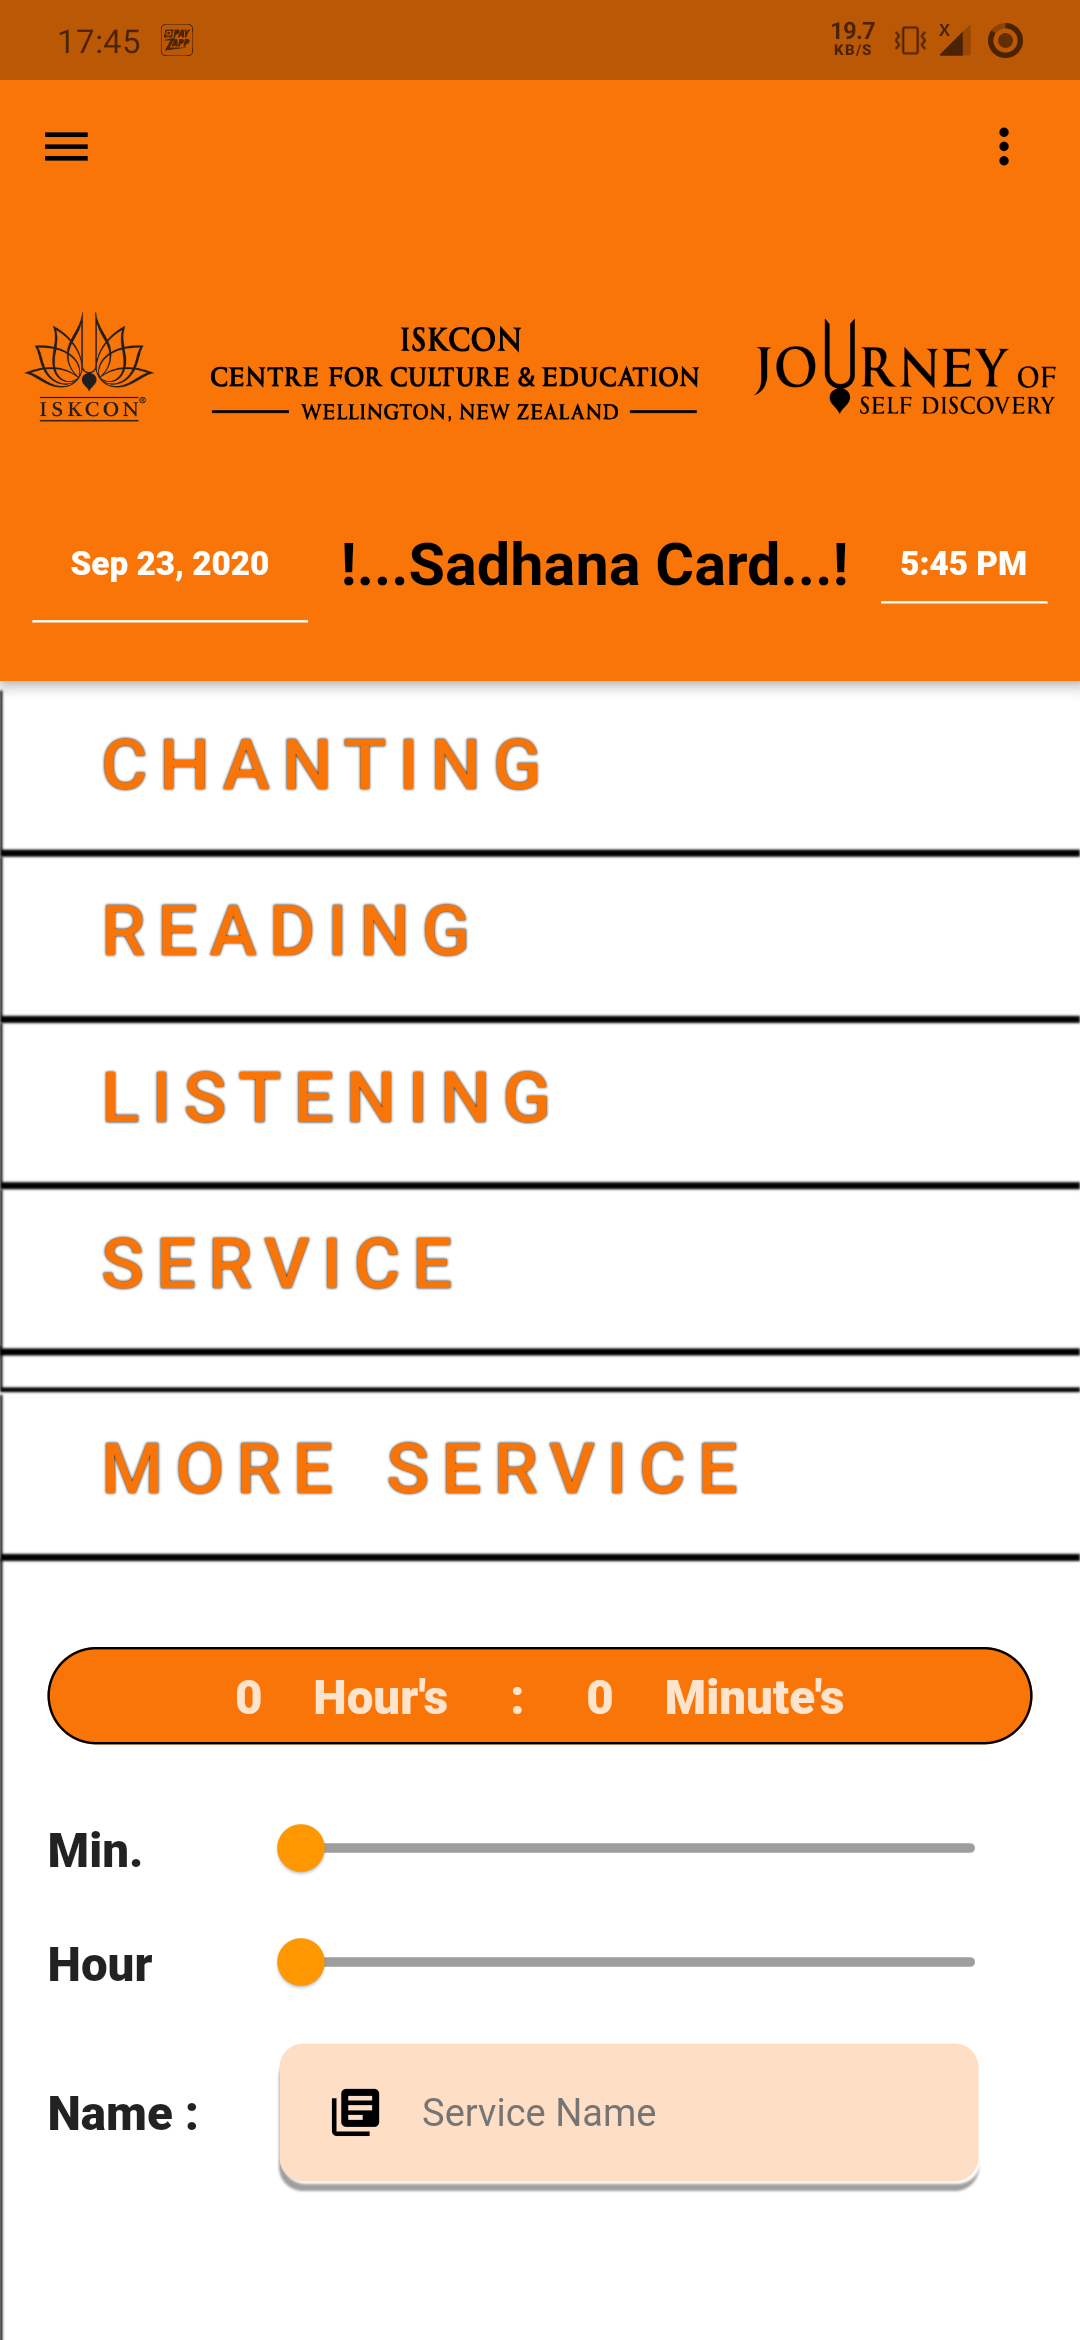 17:45
PAY
ZAPP
19.7
KB/S
X
ISKCON®
ISKCON
CENTRE FOR CULTURE & EDUCATION
WELLINGTON, NEW ZEALAND
JOURNEY OF
SELF DISCOVERY
Sep 23, 2020
!...Sadhana Card...!
5:45 PM
CHANTING
READING
LISTENING
SERVICE
MORE SERVICE
0 Hour's : 0 Minute's
Min.
Hour
Name :
Service Name